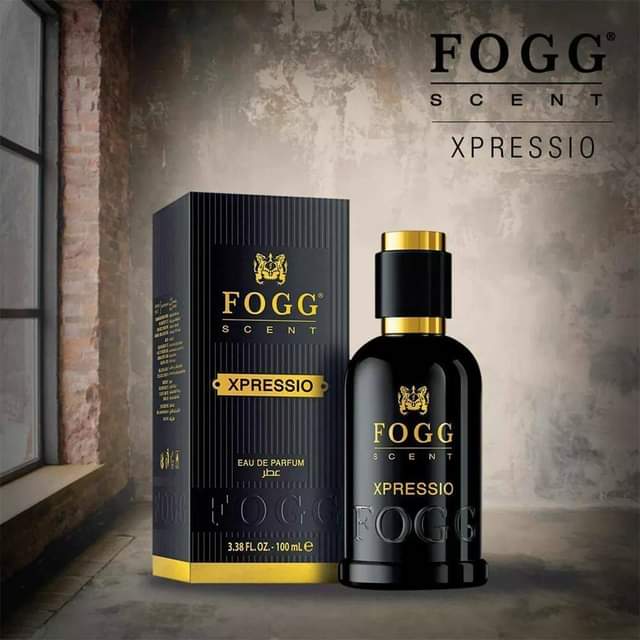 FOGG®
SCENT
XPRESSIO
FOGG®
SCENT
XPRESSIO
EAU DE PARFUM
عطر
FOGG
3.38 FL. OZ. - 100 mL ℮
FOGG
SCENT
XPRESSIO
FOGG